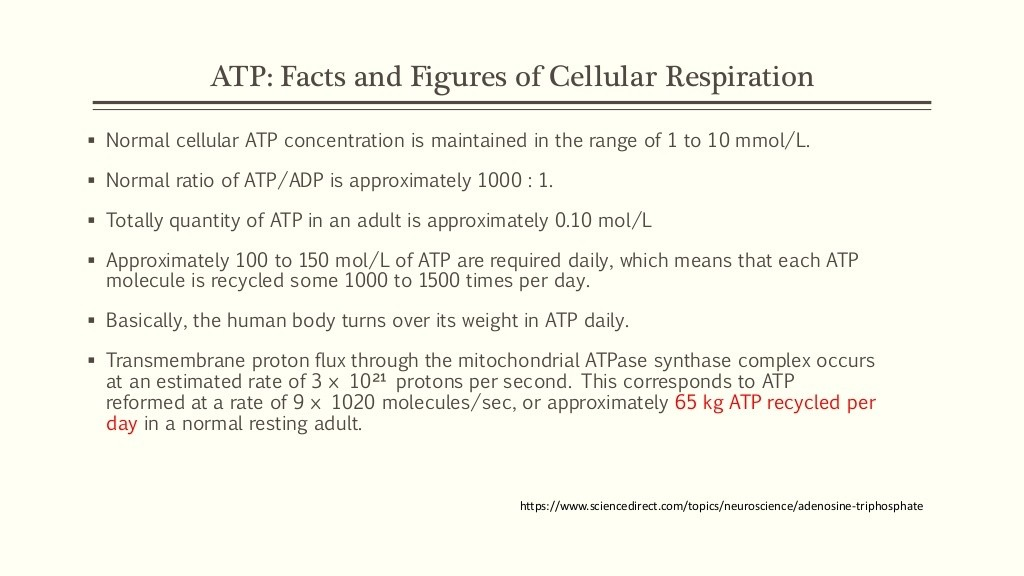 ATP: Facts and Figures of Cellular Respiration
▪ Normal cellular ATP concentration is maintained in the range of 1 to 10 mmol/L.
▪ Normal ratio of ATP/ADP is approximately 1000 : 1.
▪ Totally quantity of ATP in an adult is approximately 0.10 mol/L
▪ Approximately 100 to 150 mol/L of ATP are required daily, which means that each ATP
molecule is recycled some 1000 to 1500 times per day.
▪ Basically, the human body turns over its weight in ATP daily.
▪ Transmembrane proton flux through the mitochondrial ATPase synthase complex occurs
at an estimated rate of 3 × 10²¹ protons per second. This corresponds to ATP
reformed at a rate of 9 × 1020 molecules/sec, or approximately 65 kg ATP recycled per
day in a normal resting adult.
https://www.sciencedirect.com/topics/neuroscience/adenosine-triphosphate